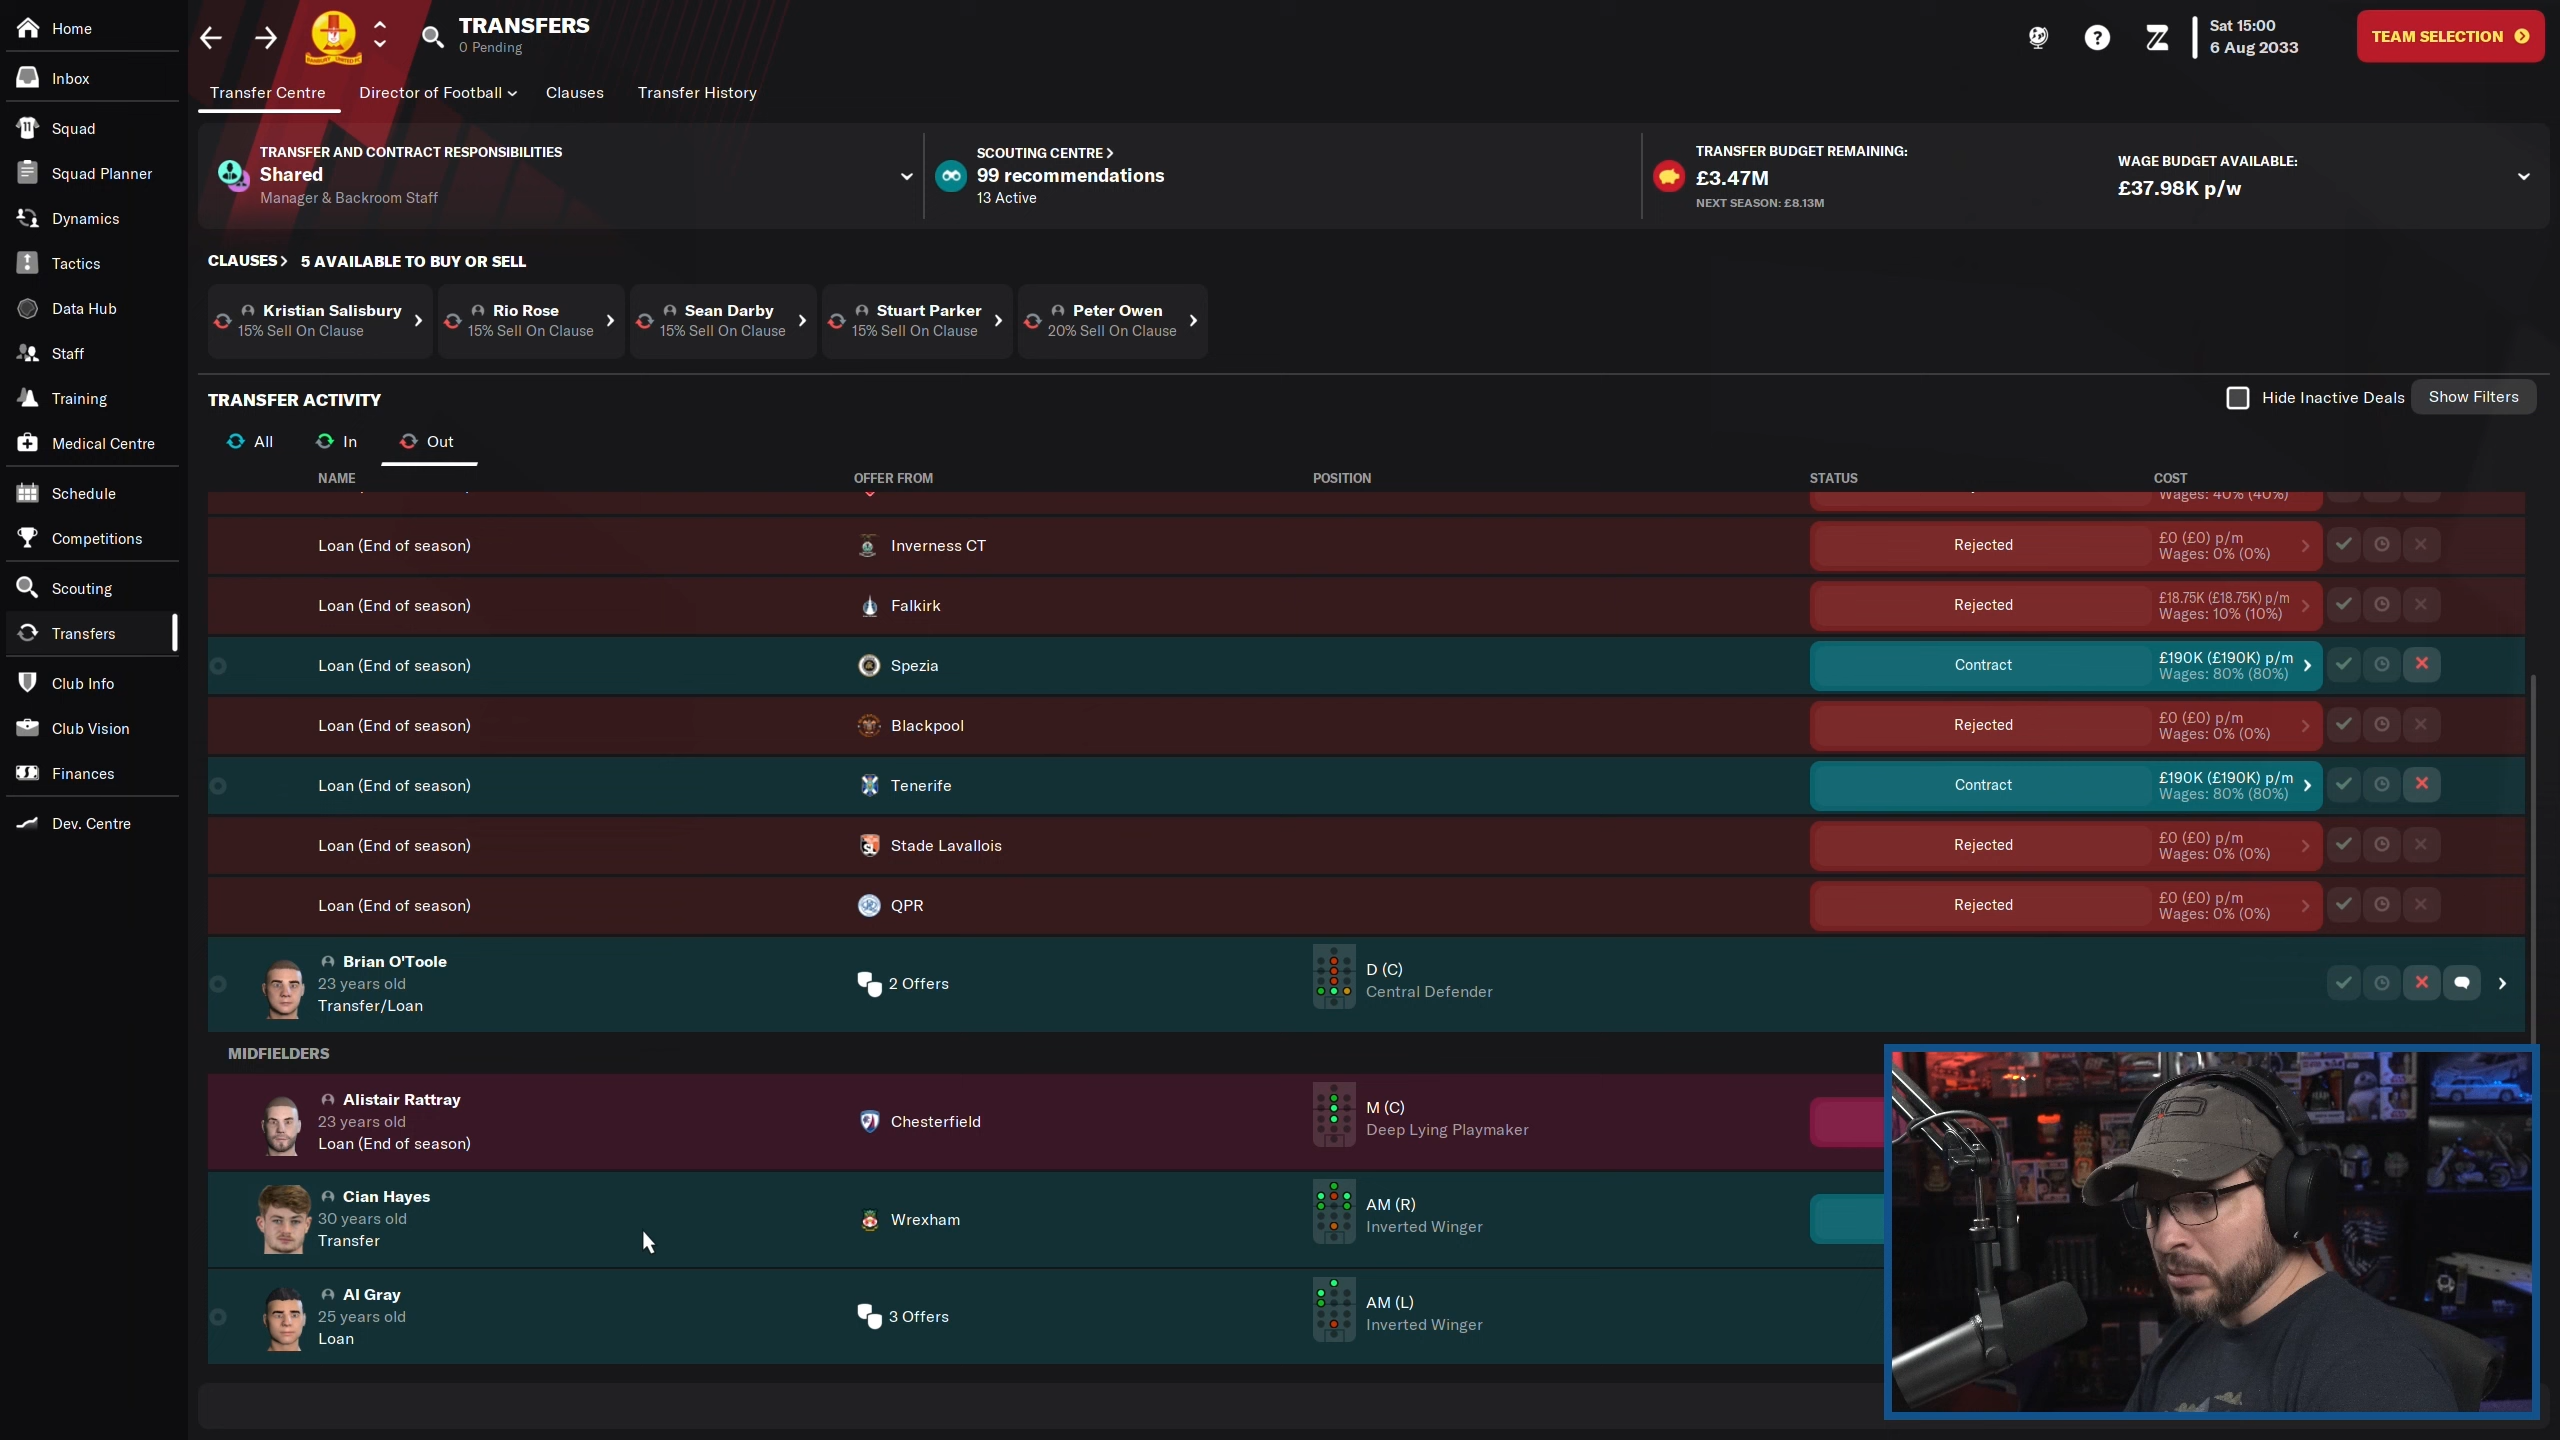 Home
Inbox
Squad
Squad Planner
Dynamics
Tactics
Data Hub
Staff
Training
Medical Centre
Schedule
Competitions
Scouting
Transfers
Club Info
Club Vision
Finances
Dev. Centre
TRANSFERS
0 Pending
Sat 15:00
6 Aug 2033
TEAM SELECTION
Transfer Centre
Director of Football
Clauses
Transfer History
TRANSFER AND CONTRACT RESPONSIBILITIES
Shared
Manager & Backroom Staff
SCOUTING CENTRE
99 recommendations
13 Active
TRANSFER BUDGET REMAINING:
£3.47M
NEXT SEASON: £8.13M
WAGE BUDGET AVAILABLE:
£37.98K p/w
CLAUSES 5 AVAILABLE TO BUY OR SELL
Kristian Salisbury
15% Sell On Clause
Rio Rose
15% Sell On Clause
Sean Darby
15% Sell On Clause
Stuart Parker
15% Sell On Clause
Peter Owen
20% Sell On Clause
TRANSFER ACTIVITY
Hide Inactive Deals
Show Filters
All
In
Out
NAME
OFFER FROM
POSITION
STATUS
COST
Wages: 40% (40%)
Loan (End of season)
Inverness CT
Rejected
£0 (£0) p/m
Wages: 0% (0%)
Loan (End of season)
Falkirk
Rejected
£18.75K (£18.75K) p/m
Wages: 10% (10%)
Loan (End of season)
Spezia
Contract
£190K (£190K) p/m
Wages: 80% (80%)
Loan (End of season)
Blackpool
Rejected
£0 (£0) p/m
Wages: 0% (0%)
Loan (End of season)
Tenerife
Contract
£190K (£190K) p/m
Wages: 80% (80%)
Loan (End of season)
Stade Lavallois
Rejected
£0 (£0) p/m
Wages: 0% (0%)
Loan (End of season)
QPR
Rejected
£0 (£0) p/m
Wages: 0% (0%)
Brian O'Toole
23 years old
Transfer/Loan
2 Offers
D (C)
Central Defender
MIDFIELDERS
Alistair Rattray
23 years old
Loan (End of season)
Chesterfield
M (C)
Deep Lying Playmaker
Cian Hayes
30 years old
Transfer
Wrexham
AM (R)
Inverted Winger
Al Gray
25 years old
Loan
3 Offers
AM (L)
Inverted Winger